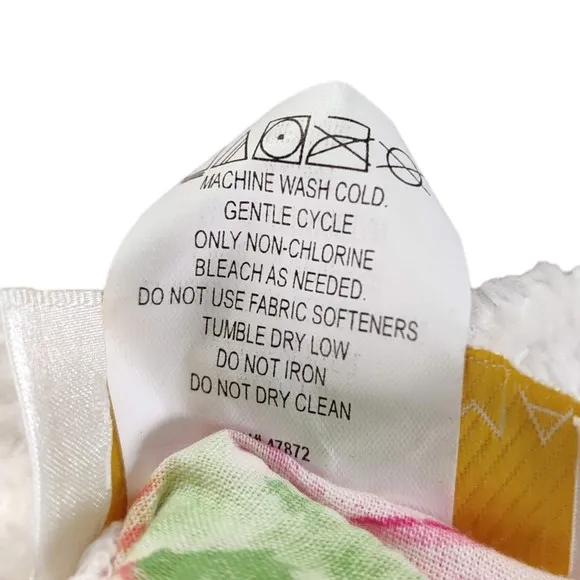 MACHINE WASH COLD.
GENTLE CYCLE
ONLY NON-CHLORINE
BLEACH AS NEEDED.
DO NOT USE FABRIC SOFTENERS
TUMBLE DRY LOW
DO NOT IRON
DO NOT DRY CLEAN
# 47872